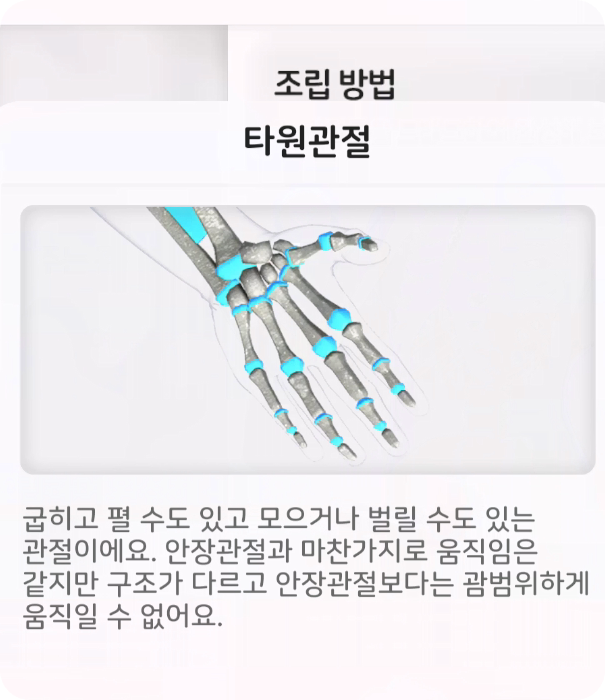 조립 방법
타원관절
굽히고 펼 수도 있고 모으거나 벌릴 수도 있는
관절이에요. 안장관절과 마찬가지로 움직임은
같지만 구조가 다르고 안장관절보다는 괌범위하게
움직일 수 없어요.